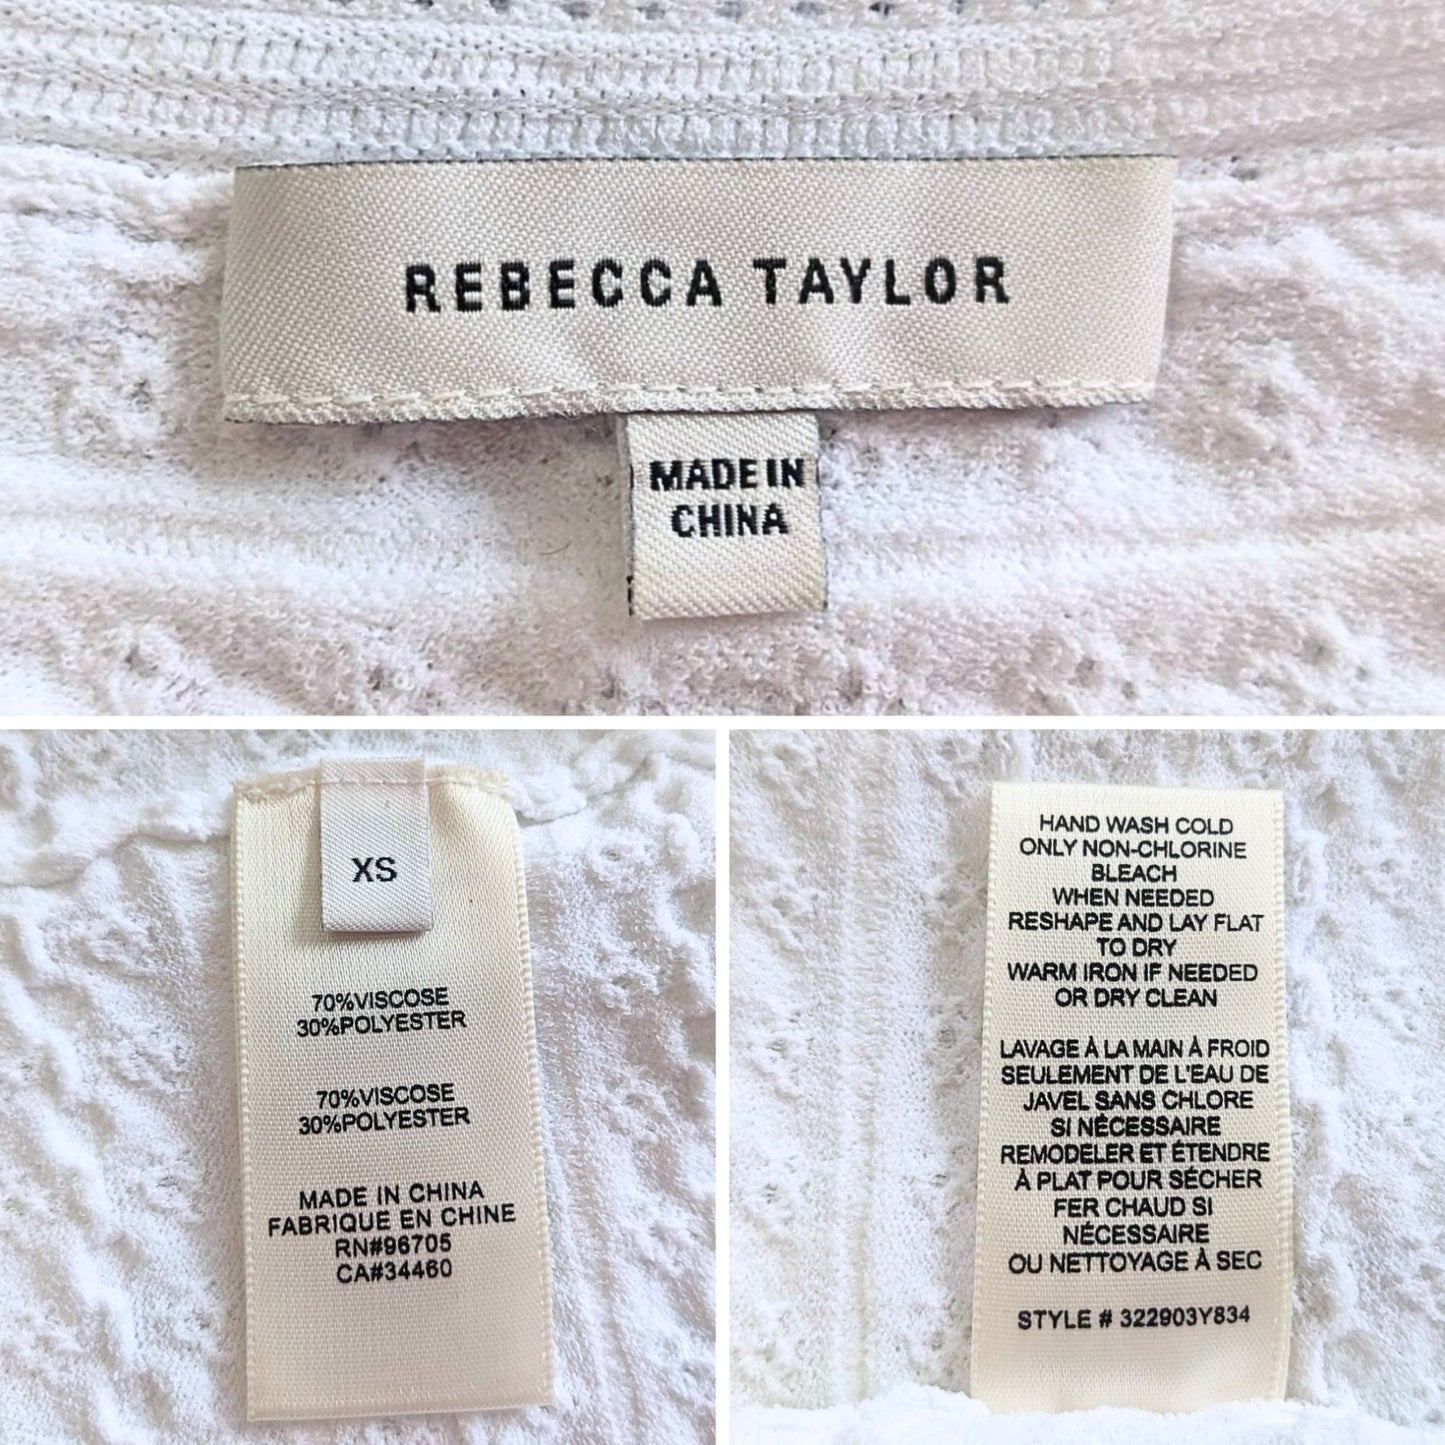 REBECCA TAYLOR
MADE IN
CHINA
XS
70%VISCOSE
30%POLYESTER
70%VISCOSE
30%POLYESTER
MADE IN CHINA
FABRIQUE EN CHINE
RN#96705
CA#34460
HAND WASH COLD
ONLY NON-CHLORINE
BLEACH
WHEN NEEDED
RESHAPE AND LAY FLAT
TO DRY
WARM IRON IF NEEDED
OR DRY CLEAN
LAVAGE À LA MAIN À FROID
SEULEMENT DE L'EAU DE
JAVEL SANS CHLORE
SI NÉCESSAIRE
REMODELER ET ÉTENDRE
À PLAT POUR SÉCHER
FER CHAUD SI
NÉCESSAIRE
OU NETTOYAGE À SEC
STYLE # 322903Y834